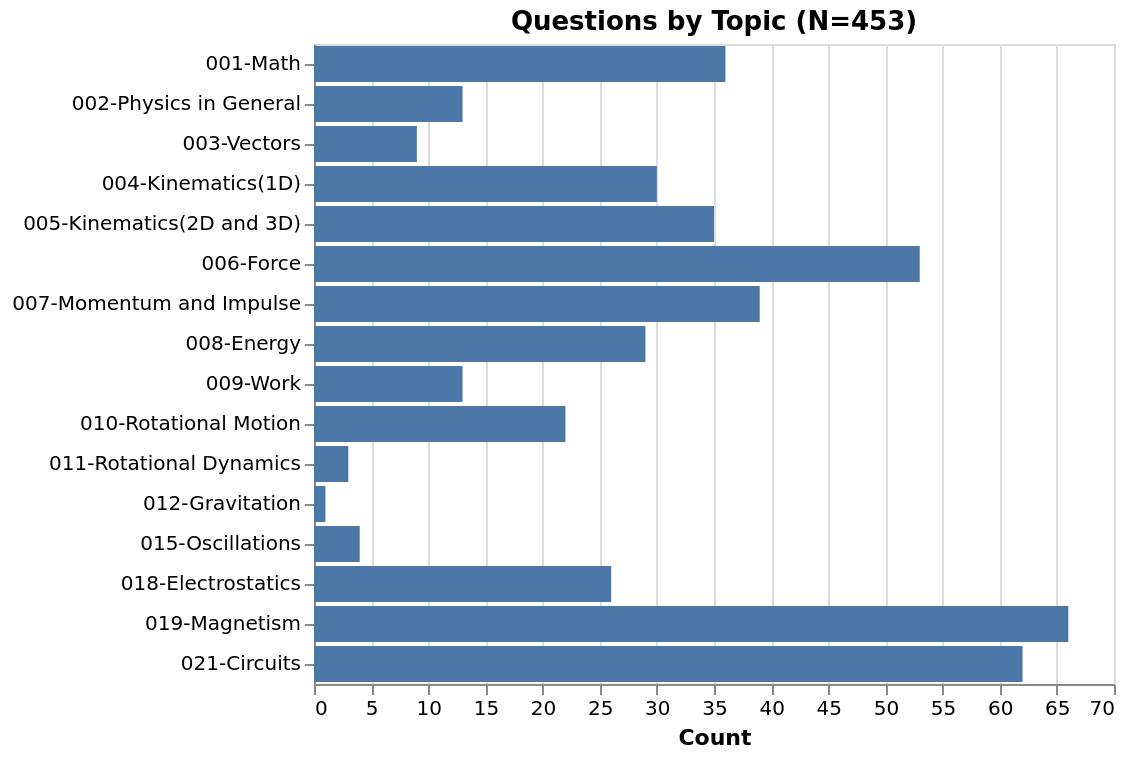 Questions by Topic (N=453)
001-Math
002-Physics in General
003-Vectors
004-Kinematics(1D)
005-Kinematics(2D and 3D)
006-Force
007-Momentum and Impulse
008-Energy
009-Work
010-Rotational Motion
011-Rotational Dynamics
012-Gravitation
015-Oscillations
018-Electrostatics
019-Magnetism
021-Circuits
0 5 10 15 20 25 30 35 40 45 50 55 60 65 70
Count